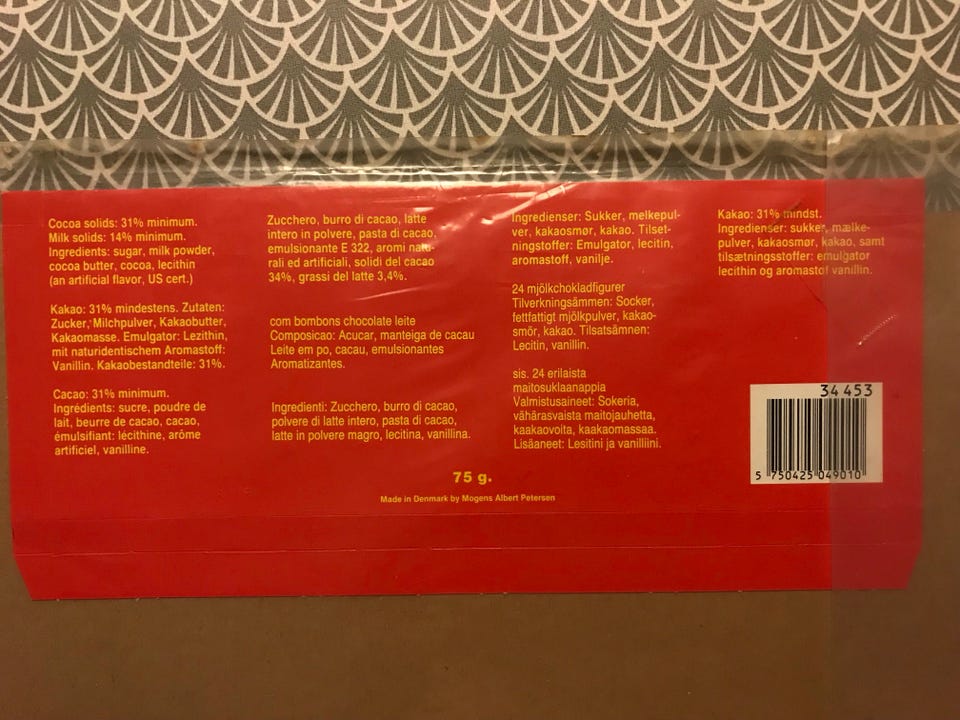 Cocoa solids: 31% minimum.
Milk solids: 14% minimum.
Ingredients: sugar, milk powder,
cocoa butter, cocoa, lecithin
(an artificial flavor, US cert.)
Kakao: 31% mindestens. Zutaten:
Zucker, Milchpulver, Kakaobutter,
Kakaomasse. Emulgator: Lezithin,
mit naturidentischem Aromastoff:
Vanillin. Kakaobestandteile: 31%.
Cacao: 31% minimum.
Ingrédients: sucre, poudre de
lait, beurre de cacao, cacao,
émulsifiant: lécithine, arôme
artificiel, vanilline.
Zucchero, burro di cacao, latte
intero in polvere, pasta di cacao,
emulsionante E 322, aromi natu-
rali ed artificiali, solidi del cacao
34%, grassi del latte 3,4%.
com bombons chocolate leite
Composicao: Acucar, manteiga de cacau
Leite em po, cacau, emulsionantes
Aromatizantes.
Ingredienti: Zucchero, burro di cacao,
polvere di latte intero, pasta di cacao,
latte in polvere magro, lecitina, vanillina.
Ingredienser: Sukker, melkepul-
ver, kakaosmør, kakao. Tilset-
ningstoffer: Emulgator, lecitin,
aromastoff, vanilje.
24 mjölkchokladfigurer
Tilverkningsämmen: Socker,
fettfattigt mjölkpulver, kakao-
smör, kakao. Tilsatsämnen:
Lecitin, vanillin.
sis. 24 erilaista
maitosuklaanappia
Valmistusaineet: Sokeria,
vähärasvaista maitojauhetta,
kaakaovoita, kaakaomassaa.
Lisäaneet: Lesitini ja vanilliini.
Kakao: 31% mindst.
Ingredienser: sukker, mælke-
pulver, kakaosmør, kakao, samt
tilsætningsstoffer: emulgator
lecithin og aromastof vanillin.
34 453
5 750425 049010
75 g.
Made in Denmark by Mogens Albert Petersen